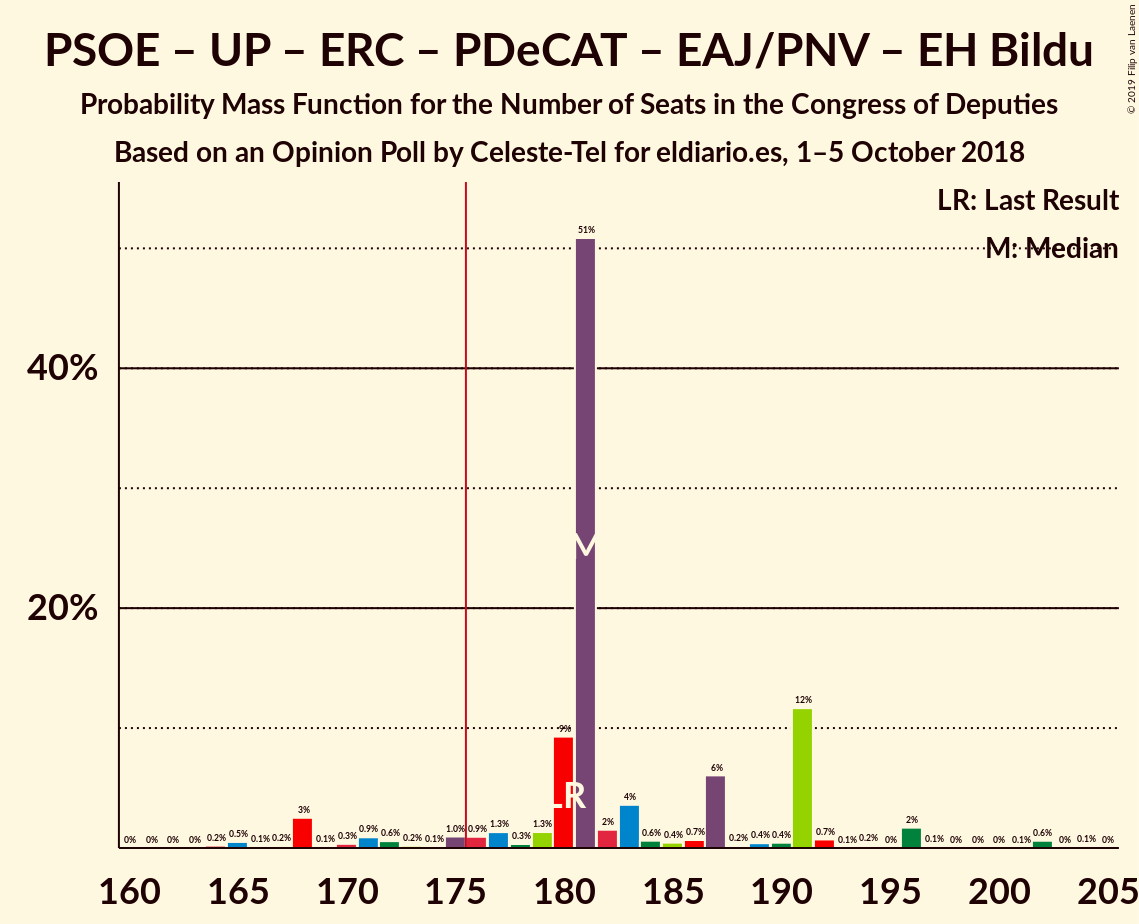 PSOE – UP – ERC – PDeCAT – EAJ/PNV – EH Bildu
Probability Mass Function for the Number of Seats in the Congress of Deputies
Based on an Opinion Poll by Celeste-Tel for eldiario.es, 1–5 October 2018
© 2019 Filip van Laenen
LR: Last Result
M: Median
40%
20%
0% 0% 0% 0% 0.2% 0.5% 0.1% 0.2% 3% 0.1% 0.3% 0.9% 0.6% 0.2% 0.1% 1.0% 0.9% 1.3% 0.3% 1.3% 9% 51% 2% 4% 0.6% 0.4% 0.7% 6% 0.2% 0.4% 0.4% 12% 0.7% 0.1% 0.2% 0% 2% 0.1% 0% 0% 0% 0.1% 0.6% 0% 0.1% 0%
M
LR
160 165 170 175 180 185 190 195 200 205